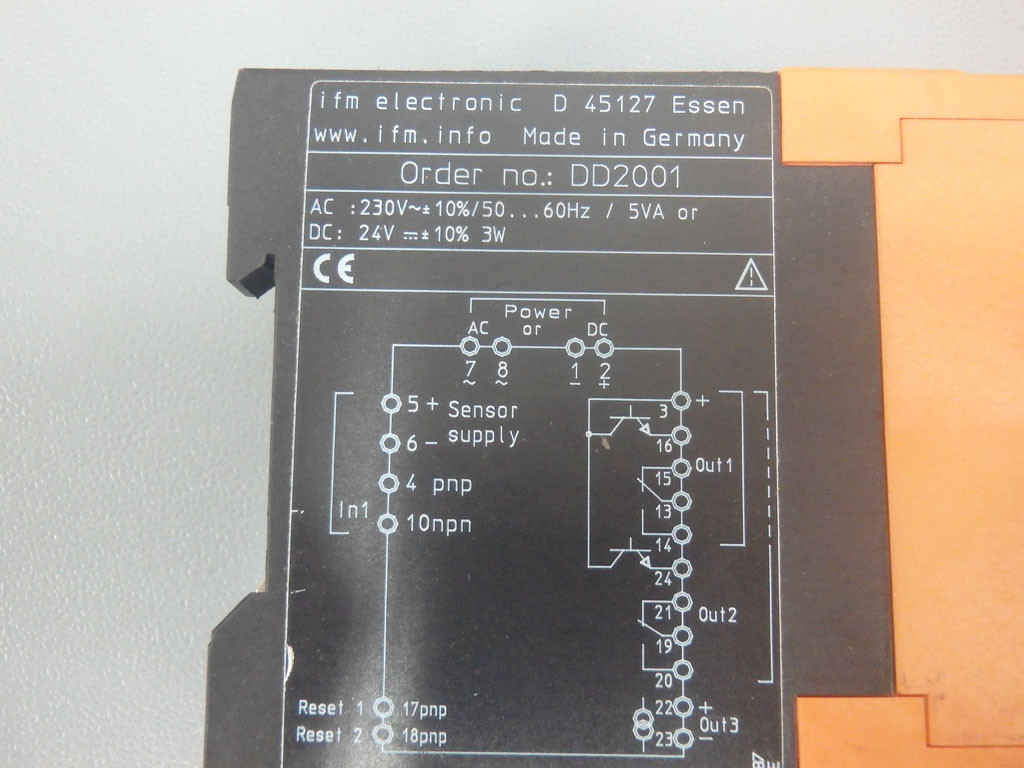 ifm electronic D 45127 Essen
www.ifm.info Made in Germany
Order no.: DD2001
AC :230V~±10%/50...60Hz / 5VA or
DC: 24V ⎓±10% 3W
CE
Power
AC or DC
7 8 1 2
~ ~ - +
5 + Sensor
supply
6 -
4 pnp
In1
10npn
3 +
16
15 Out1
13
14
24
21
Out2
19
20
Reset 1 17pnp
Reset 2 18pnp
22 +
Out3
23 -